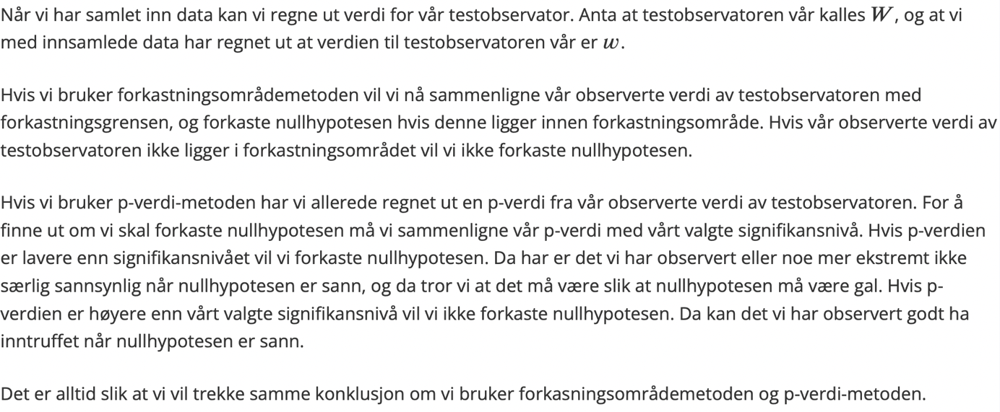 Når vi har samlet inn data kan vi regne ut verdi for vår testobservator. Anta at testobservatoren vår kalles W, og at vi
med innsamlede data har regnet ut at verdien til testobservatoren vår er w.
Hvis vi bruker forkastningsområdemetoden vil vi nå sammenligne vår observerte verdi av testobservatoren med
forkastningsgrensen, og forkaste nullhypotesen hvis denne ligger innen forkastningsområde. Hvis vår observerte verdi av
testobservatoren ikke ligger i forkastningsområdet vil vi ikke forkaste nullhypotesen.
Hvis vi bruker p-verdi-metoden har vi allerede regnet ut en p-verdi fra vår observerte verdi av testobservatoren. For å
finne ut om vi skal forkaste nullhypotesen må vi sammenligne vår p-verdi med vårt valgte signifikansnivå. Hvis p-verdien
er lavere enn signifikansnivået vil vi forkaste nullhypotesen. Da har er det vi har observert eller noe mer ekstremt ikke
særlig sannsynlig når nullhypotesen er sann, og da tror vi at det må være slik at nullhypotesen må være gal. Hvis p-
verdien er høyere enn vårt valgte signifikansnivå vil vi ikke forkaste nullhypotesen. Da kan det vi har observert godt ha
inntruffet når nullhypotesen er sann.
Det er alltid slik at vi vil trekke samme konklusjon om vi bruker forkasningsområdemetoden og p-verdi-metoden.